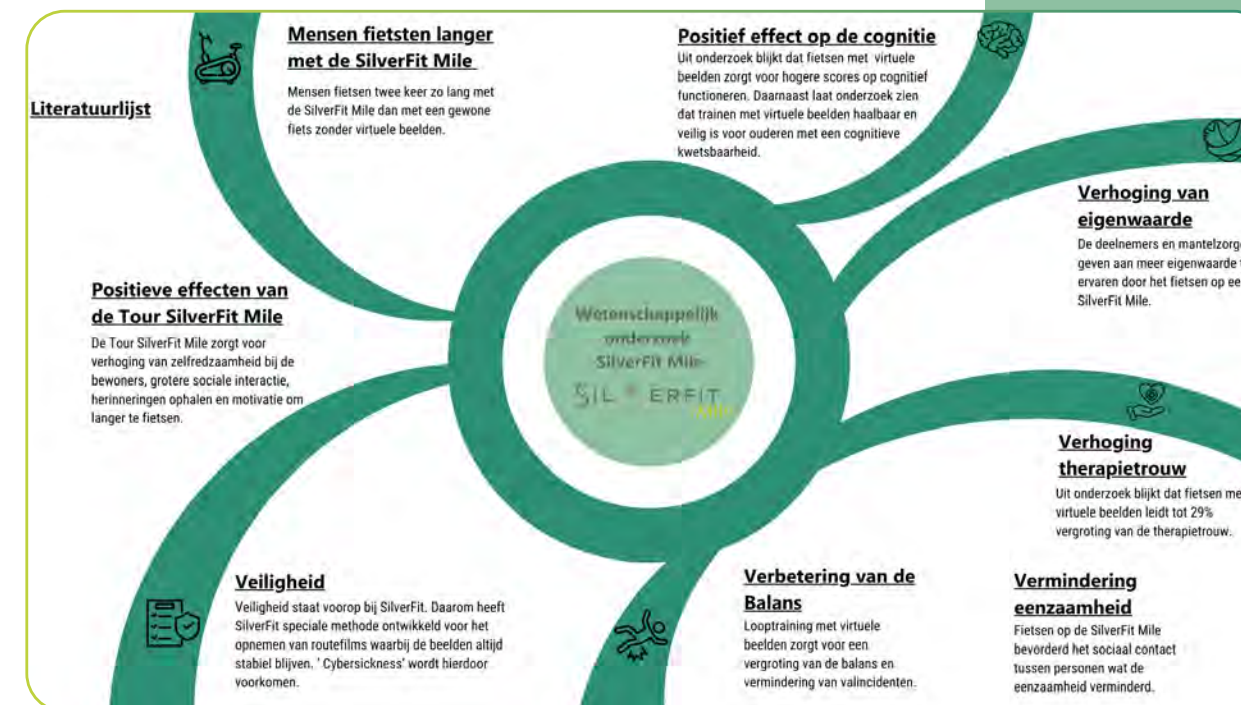 Mensen fietsten langer
met de SilverFit Mile
Mensen fietsen twee keer zo lang met
de SilverFit Mile dan met een gewone
fiets zonder virtuele beelden.
Positief effect op de cognitie
Uit onderzoek blijkt dat fietsen met virtuele
beelden zorgt voor hogere scores op cognitief
functioneren. Daarnaast laat onderzoek zien
dat trainen met virtuele beelden haalbaar en
veilig is voor ouderen met een cognitieve
kwetsbaarheid.
Literatuurlijst
Verhoging van
eigenwaarde
De deelnemers en mantelzorge
geven aan meer eigenwaarde
ervaren door het fietsen op ee
SilverFit Mile.
Positieve effecten van
de Tour SilverFit Mile
De Tour SilverFit Mile zorgt voor
verhoging van zelfredzaamheid bij de
bewoners, grotere sociale interactie,
herinneringen ophalen en motivatie om
langer te fietsen.
Wetenschappelijk
onderzoek
SilverFit Mile
SILVERFIT
Verhoging
therapietrouw
Uit onderzoek blijkt dat fietsen me
virtuele beelden leidt tot 29%
vergroting van de therapietrouw.
Veiligheid
Veiligheid staat voorop bij SilverFit. Daarom heeft
SilverFit speciale methode ontwikkeld voor het
opnemen van routefilms waarbij de beelden altijd
stabiel blijven. ' Cybersickness' wordt hierdoor
voorkomen.
Verbetering van de
Balans
Looptraining met virtuele
beelden zorgt voor een
vergroting van de balans en
vermindering van valincidenten.
Vermindering
eenzaamheid
Fietsen op de SilverFit Mile
bevorderd het sociaal contact
tussen personen wat de
eenzaamheid verminderd.